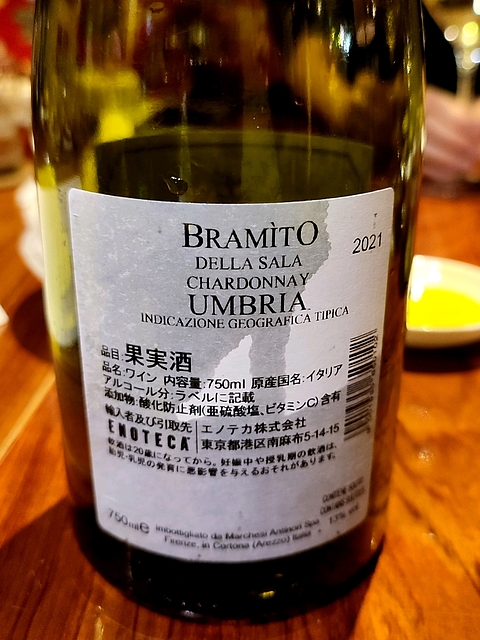 BRAMÌTO
2021
DELLA SALA
CHARDONNAY
UMBRIA
INDICAZIONE GEOGRAFICA TIPICA
品目:果実酒
品名:ワイン 内容量:750ml 原産国名:イタリア
アルコール分:ラベルに記載
添加物:酸化防止剤(亜硫酸塩、ビタミンC)含有
輸入者及び引取先 エノテカ株式会社
ENOTECA 東京都港区南麻布5-14-15
飲酒は20歳になってから。妊娠中や授乳期の飲酒は、
胎児・乳児の発育に悪影響を与えるおそれがあります。
750ml e imbottigliato da Marchesi Antinori Spa 13% vol
Firenze, in Cortona (Arezzo) Italia